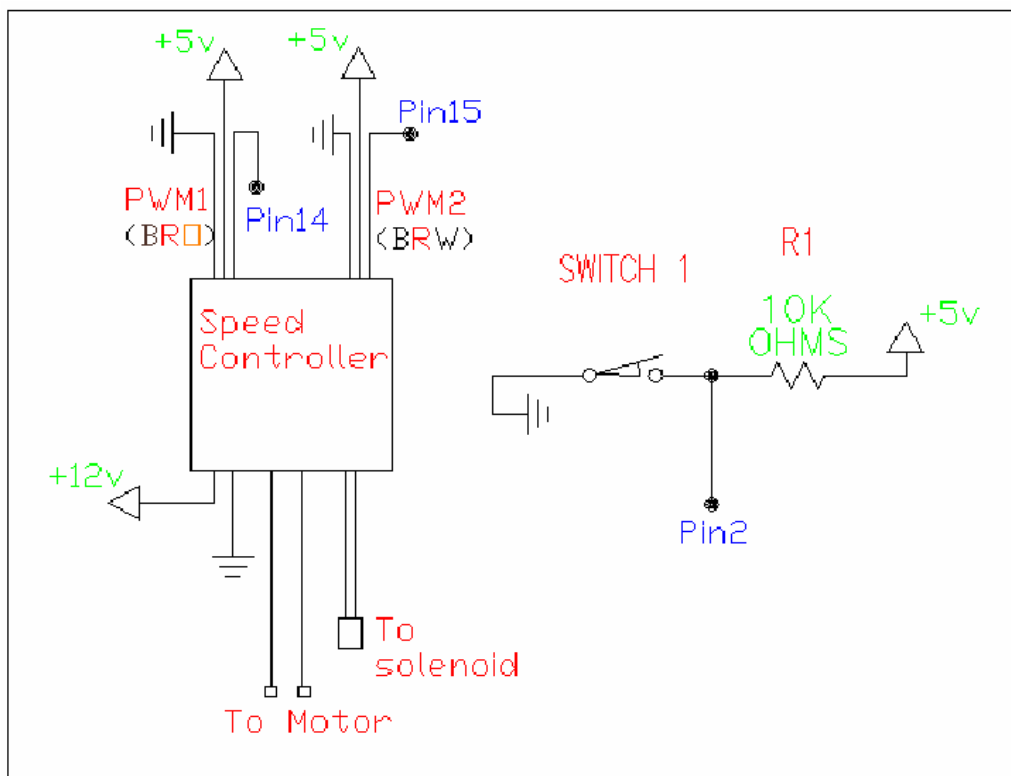 +5v
+5v
Pin15
PWM1
(BRO)
Pin14
PWM2
(BRW)
Speed
Controller
+12v
To
solenoid
To Motor
SWITCH 1
R1
10K
OHMS
+5v
Pin2